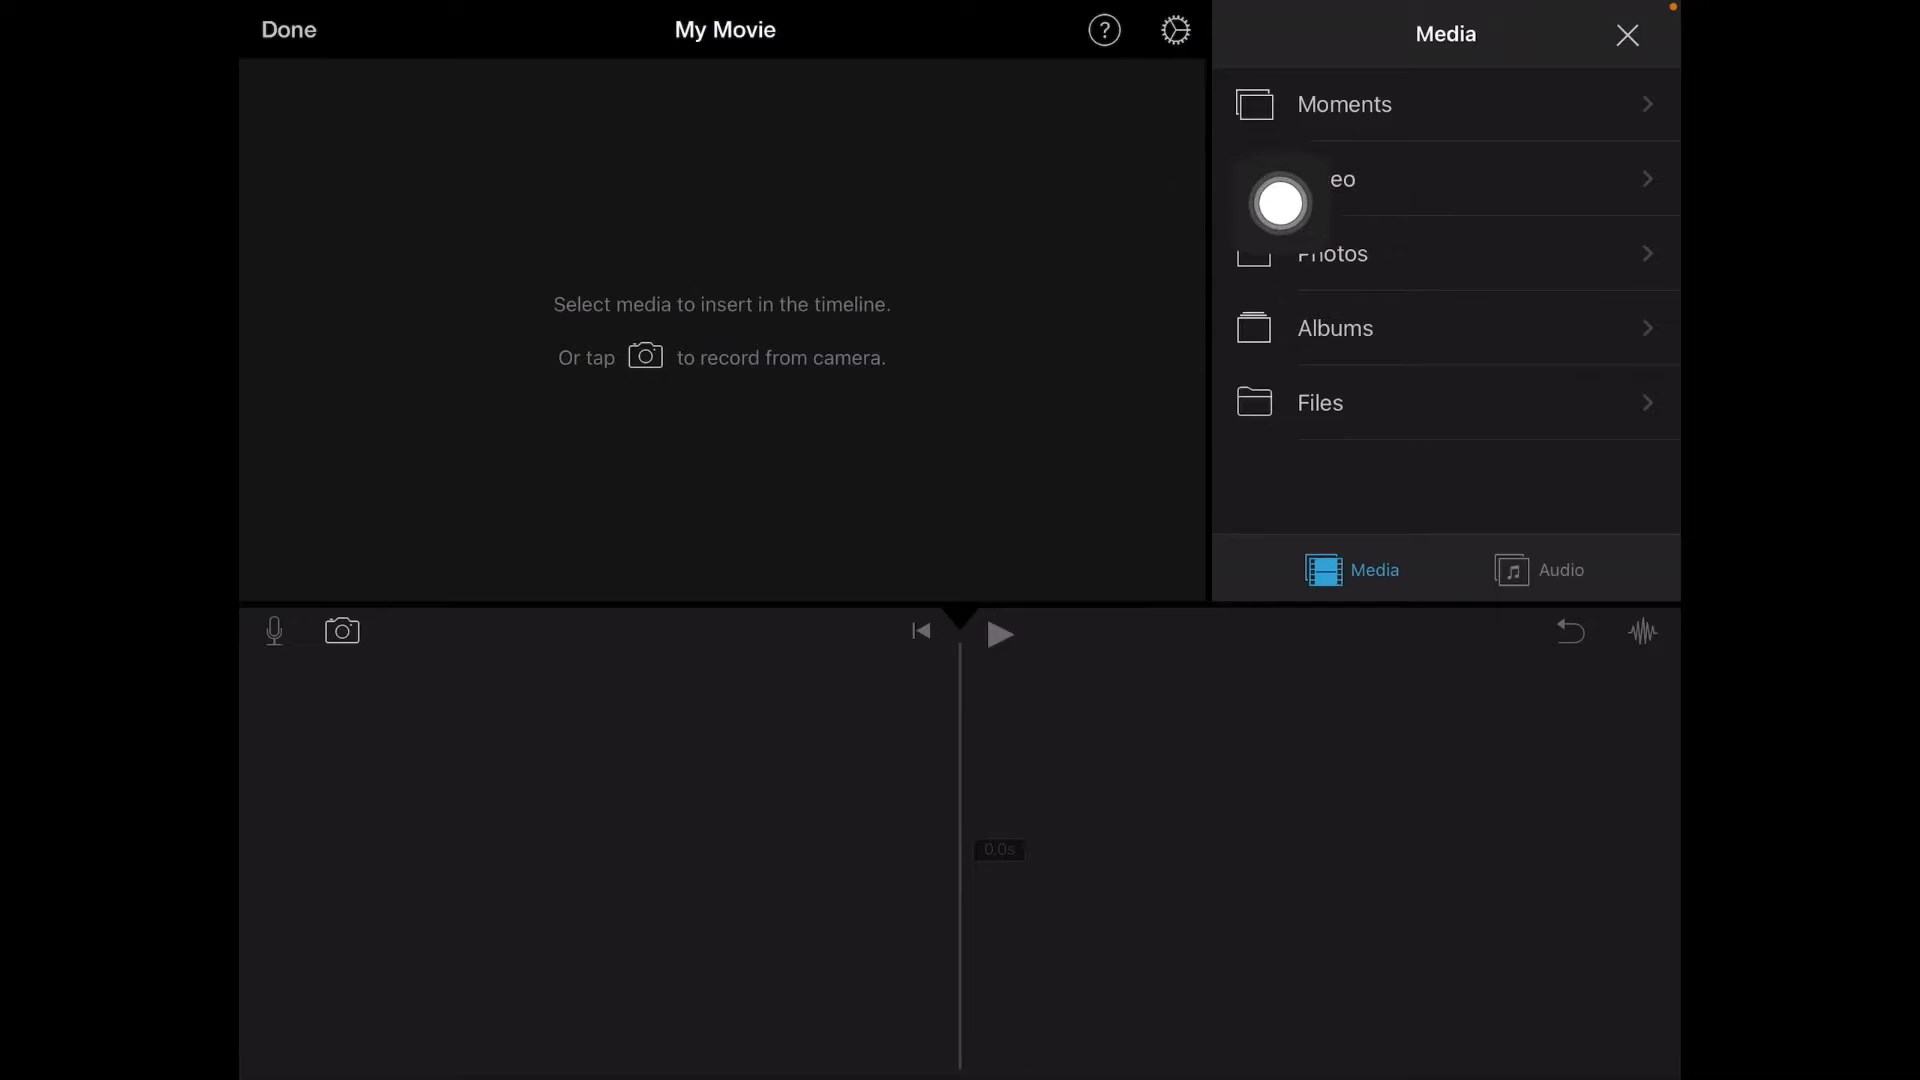 Done
My Movie
?
Media
Moments
eo
Photos
Albums
Files
Select media to insert in the timeline.
Or tap to record from camera.
Media
Audio
0.0s